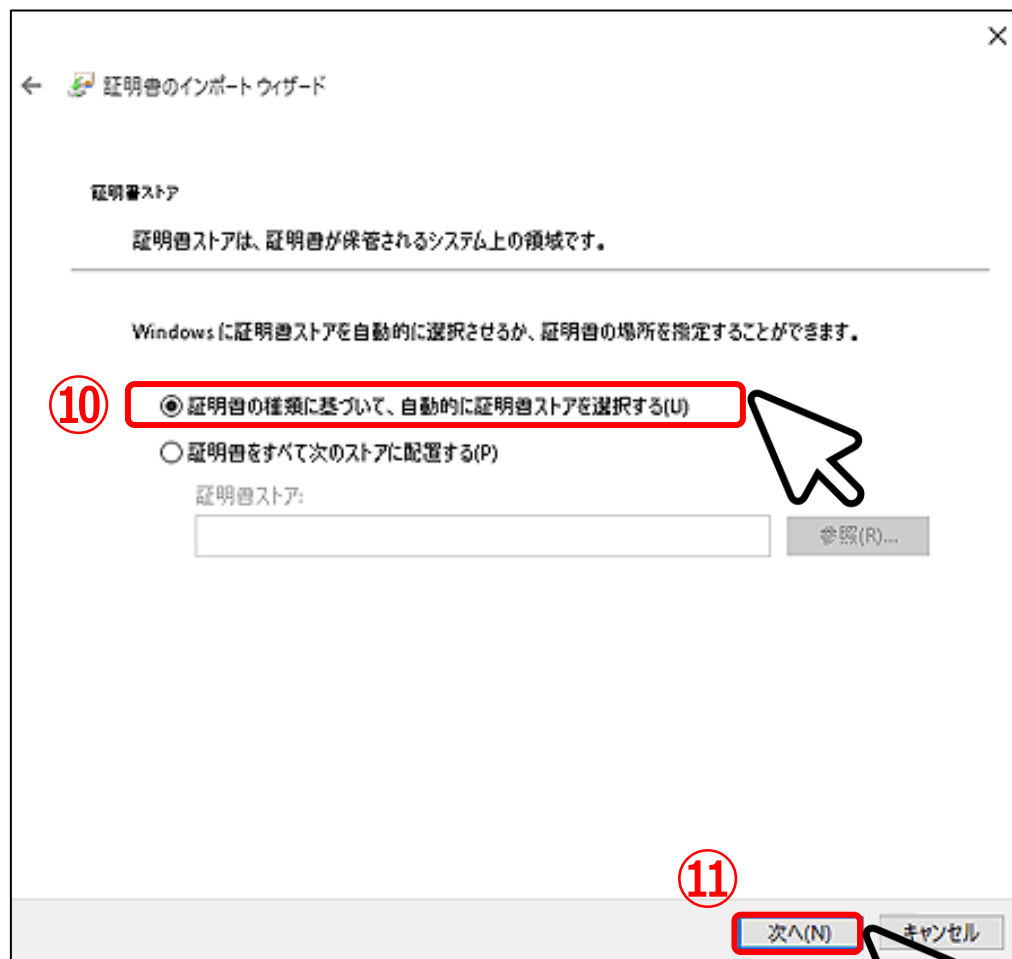 証明書のインポート ウィザード
証明書ストア
証明書ストアは、証明書が保管されるシステム上の領域です。
Windows に証明書ストアを自動的に選択させるか、証明書の場所を指定することができます。
⑩
証明書の種類に基づいて、自動的に証明書ストアを選択する(U)
証明書をすべて次のストアに配置する(P)
証明書ストア:
参照(R)...
⑪
次へ(N)
キャンセル